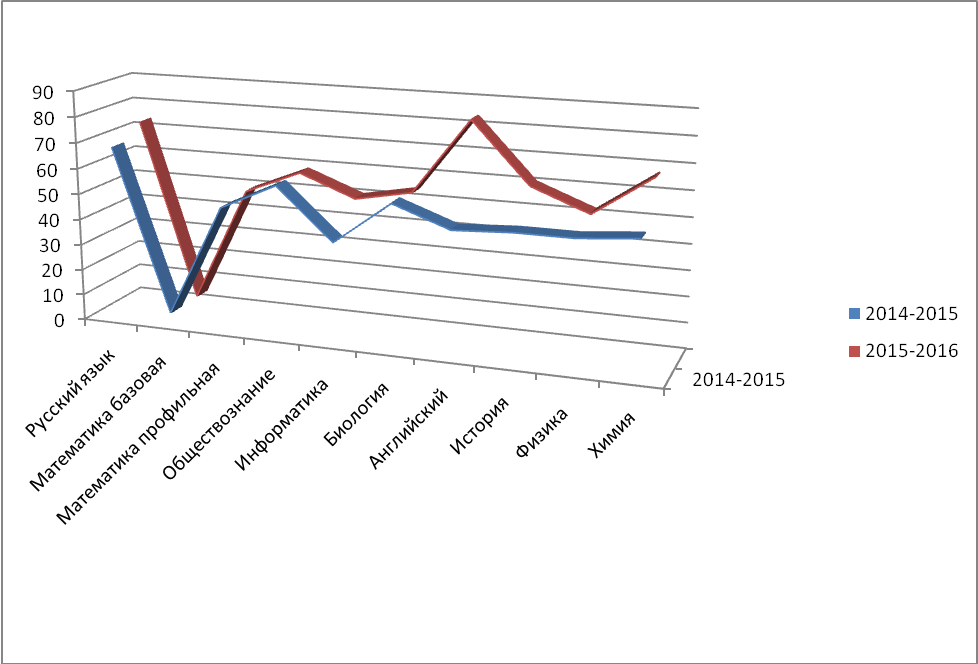 90
80
70
60
50
40
30
20
10
0
Русский язык
Математика базовая
Математика профильная
Обществознание
Информатика
Биология
Английский
История
Физика
Химия
2014-2015
2014-2015
2015-2016